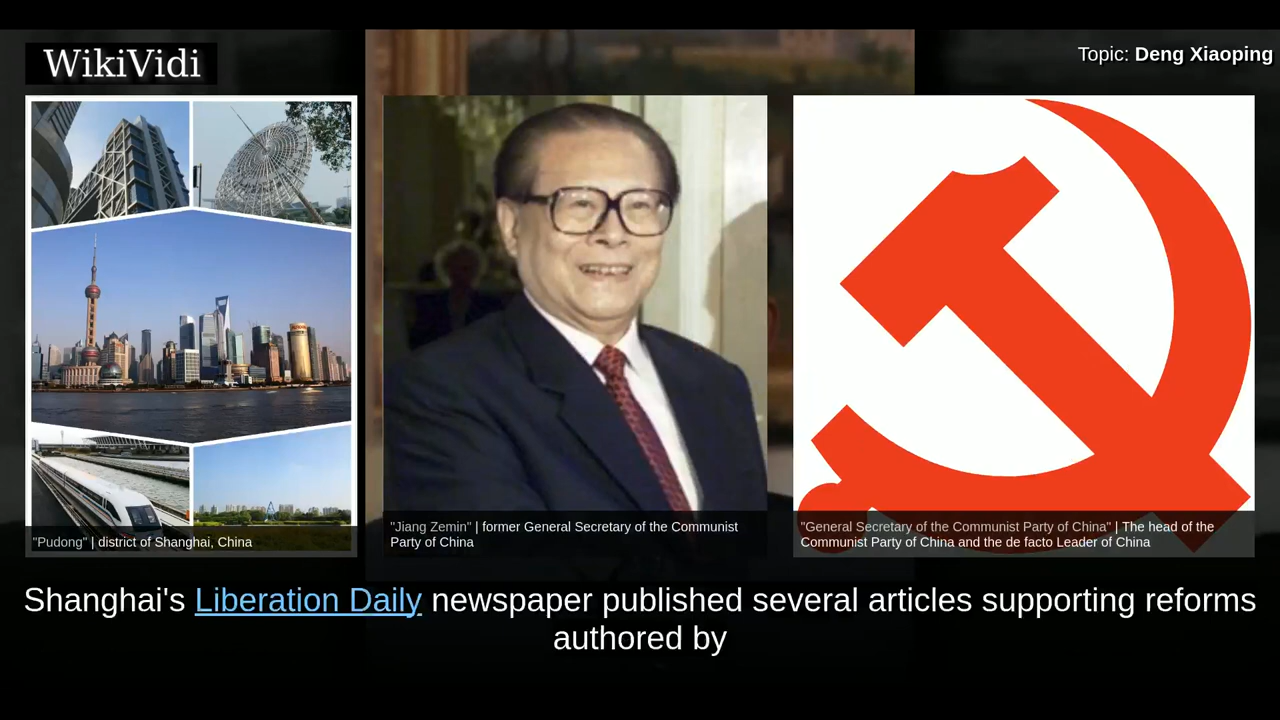 WikiVidi
Topic: Deng Xiaoping
"Pudong" | district of Shanghai, China
"Jiang Zemin" | former General Secretary of the Communist
Party of China
"General Secretary of the Communist Party of China" | The head of the
Communist Party of China and the de facto Leader of China
Shanghai's Liberation Daily newspaper published several articles supporting reforms
authored by